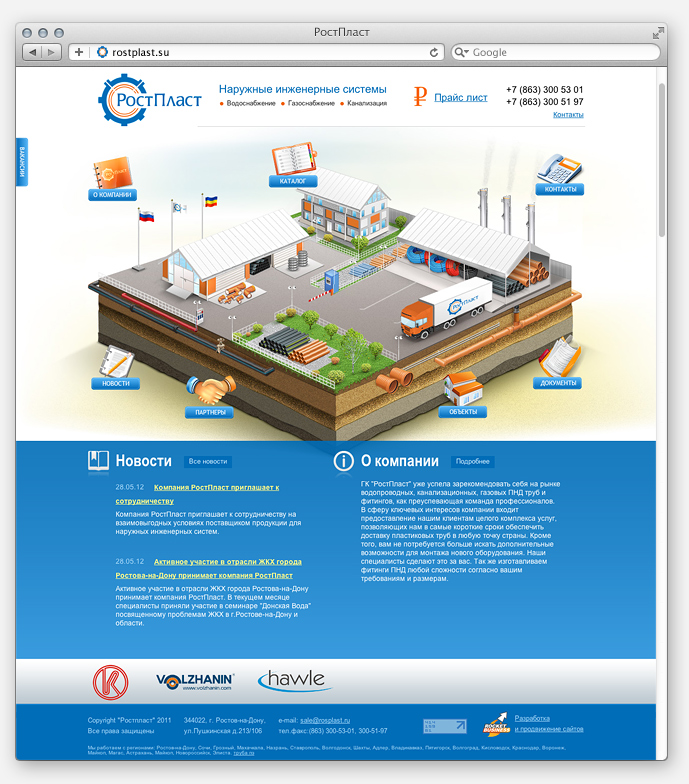 РостПласт
rostplast.su
Google
РостПласт
Наружные инженерные системы
Водоснабжение
Газоснабжение
Канализация
Прайс лист
+7 (863) 300 53 01
+7 (863) 300 51 97
Контакты
ВАКАНСИИ
О КОМПАНИИ
КАТАЛОГ
КОНТАКТЫ
РостПласт
НОВОСТИ
ПАРТНЕРЫ
ОБЪЕКТЫ
ДОКУМЕНТЫ
Новости
Все новости
28.05.12 Компания РостПласт приглашает к
сотрудничеству
Компания РостПласт приглашает к сотрудничеству на
взаимовыгодных условиях поставщиком продукции для
наружных инженерных систем.
28.05.12 Активное участие в отрасли ЖКХ города
Ростова-на-Дону принимает компания РостПласт
Активное участие в отрасли ЖКХ города Ростова-на-Дону
принимает компания РостПласт. В текущем месяце
специалисты приняли участие в семинаре "Донская Вода"
посвященному проблемам ЖКХ в г.Ростове-на-Дону и
области.
О компании
Подробнее
ГК "РостПласт" уже успела зарекомендовать себя на рынке
водопроводных, канализационных, газовых ПНД труб и
фитингов, как преуспевающая команда профессионалов.
В сферу ключевых интересов компании входит
предоставление нашим клиентам целого комплекса услуг,
позволяющих нам в самые короткие сроки обеспечить
доставку пластиковых труб в любую точку страны. Кроме
того, вам не потребуется больше искать дополнительные
возможности для монтажа нового оборудования. Наши
специалисты сделают это за вас. Так же изготавливаем
фитинги ПНД любой сложности согласно вашим
требованиям и размерам.
VOLZHANIN
www.volzhanin.com
hawle
Copyright "Ростпласт" 2011
Все права защищены
344022, г. Ростов-на-Дону,
ул.Пушкинская д.213/106
e-mail: sale@rosplast.ru
тел.факс:(863) 300-53-01, 300-51-97
ROCKET
BUSINESS
Разработка
и продвижение сайтов
Мы работаем с регионами: Ростов-на-Дону, Сочи, Грозный, Махачкала, Назрань, Ставрополь, Волгодонск, Шахты, Адлер, Владикавказ, Пятигорск, Волгоград, Кисловодск, Краснодар, Воронеж,
Майкоп, Магас, Астрахань, Майкоп, Новороссийск, Элиста. труба пэ